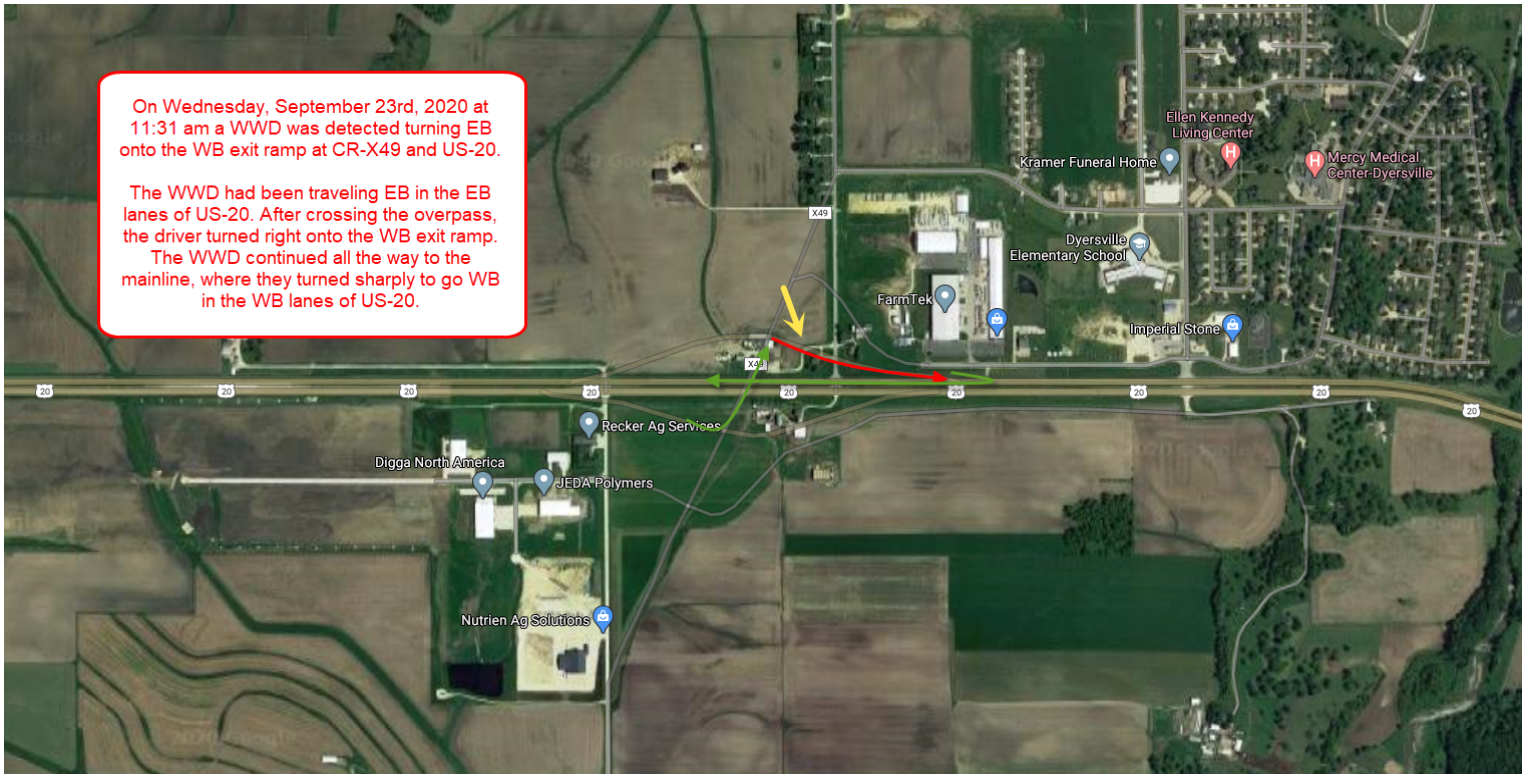 On Wednesday, September 23rd, 2020 at
11:31 am a WWD was detected turning EB
onto the WB exit ramp at CR-X49 and US-20.
The WWD had been traveling EB in the EB
lanes of US-20. After crossing the overpass,
the driver turned right onto the WB exit ramp.
The WWD continued all the way to the
mainline, where they turned sharply to go WB
in the WB lanes of US-20.
Ellen Kennedy
Living Center
Kramer Funeral Home
H
H
Mercy Medical
Center-Dyersville
X49
Dyersville
Elementary School
FarmTek
Imperial Stone
X49
20
20
20
20
20
20
20
20
20
Recker Ag Services
Digga North America
JEDA Polymers
Nutrien Ag Solutions